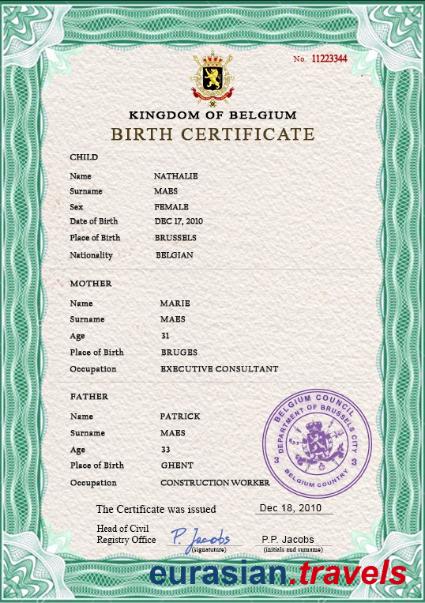 No. 11223344
KINGDOM OF BELGIUM
BIRTH CERTIFICATE
CHILD
Name NATHALIE
Surname MAES
Sex FEMALE
Date of Birth DEC 17, 2010
Place of Birth BRUSSELS
Nationality BELGIAN
MOTHER
Name MARIE
Surname MAES
Age 31
Place of Birth BRUGES
Occupation EXECUTIVE CONSULTANT
FATHER
Name PATRICK
Surname MAES
Age 33
Place of Birth GHENT
Occupation CONSTRUCTION WORKER
BELGIUM COUNCIL
DEPARTMENT OF BRUSSELS CITY
3 3
BELGIUM COUNTRY
The Certificate was issued Dec 18, 2010
Head of Civil
Registry Office P. Jacobs P.P. Jacobs
(signature) (initials and surname)
eurasian.travels